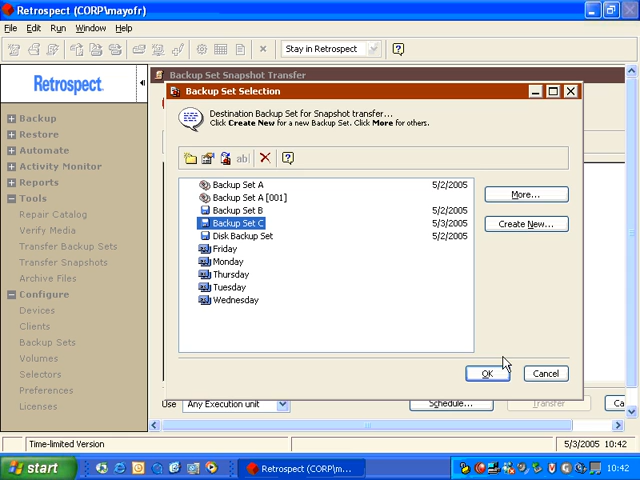 Retrospect (CORP\mayofr)
File Edit Run Window Help
Stay in Retrospect
Retrospect.
Backup Set Snapshot Transfer
Backup Set Selection
Destination Backup Set for Snapshot transfer...
Click Create New for a new Backup Set. Click More for others.
ab|
Backup Set A 5/2/2005
Backup Set A [001]
Backup Set B 5/2/2005
Backup Set C 5/3/2005
Disk Backup Set 5/2/2005
Friday
Monday
Thursday
Tuesday
Wednesday
More...
Create New...
OK Cancel
Backup
Restore
Automate
Activity Monitor
Reports
Tools
Repair Catalog
Verify Media
Transfer Backup Sets
Transfer Snapshots
Archive Files
Configure
Devices
Clients
Backup Sets
Volumes
Selectors
Preferences
Licenses
Use Any Execution unit Schedule... Transfer Ca
Time-limited Version 5/3/2005 10:42
start Retrospect (CORP\m... 10:42